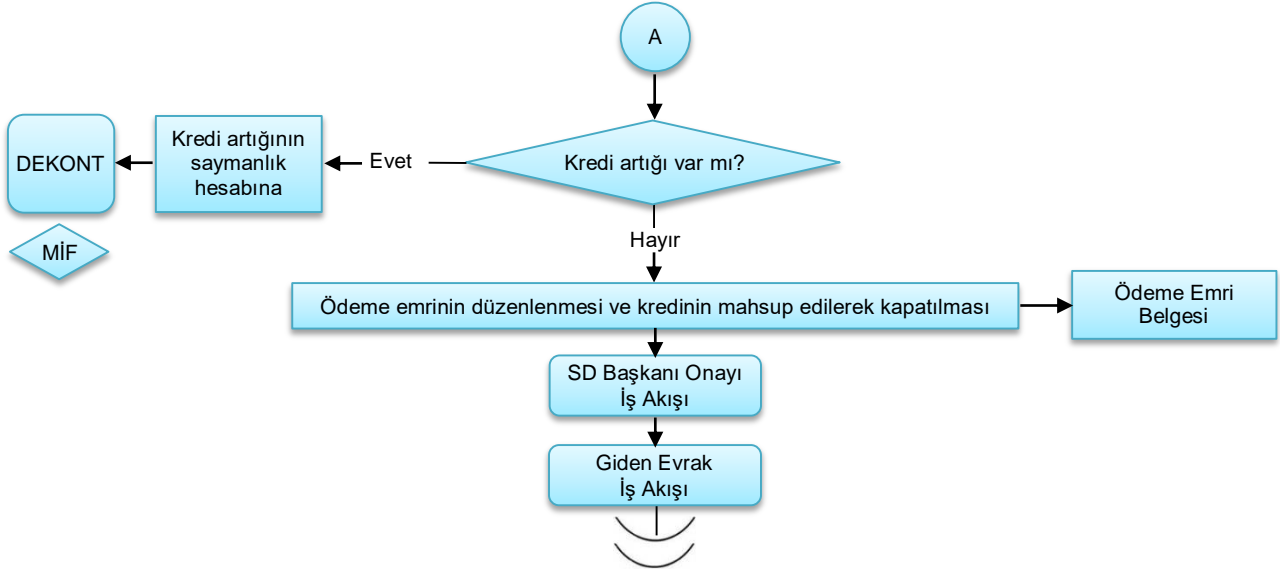 A
Kredi artığı var mı?
Evet
Kredi artığının
saymanlık
hesabına
DEKONT
MİF
Hayır
Ödeme emrinin düzenlenmesi ve kredinin mahsup edilerek kapatılması
Ödeme Emri
Belgesi
SD Başkanı Onayı
İş Akışı
Giden Evrak
İş Akışı